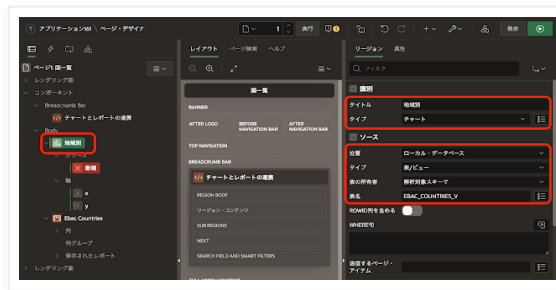 アプリケーション161 \ ページ・デザイナ
1
実行
保存
ページ1: 国一覧
レンダリング前
コンポーネント
Breadcrumb Bar
チャートとレポートの連携
Body
地域別
シリーズ
新規
軸
x
y
Ebac Countries
列
列グループ
保存されたレポート
レンダリング後
レイアウト ページ検索 ヘルプ
国一覧
BANNER
AFTER LOGO
BEFORE NAVIGATION BAR
AFTER NAVIGATION BAR
TOP NAVIGATION
BREADCRUMB BAR
チャートとレポートの連携
REGION BODY
リージョン・コンテンツ
SUB REGIONS
NEXT
SEARCH FIELD AND SMART FILTERS
リージョン 属性
フィルタ
識別
タイトル 地域別
タイプ チャート
ソース
位置 ローカル・データベース
タイプ 表/ビュー
表の所有者 解析対象スキーマ
表名 EBAC_COUNTRIES_V
ROWID列を含める
WHERE句
送信するページ・
アイテム